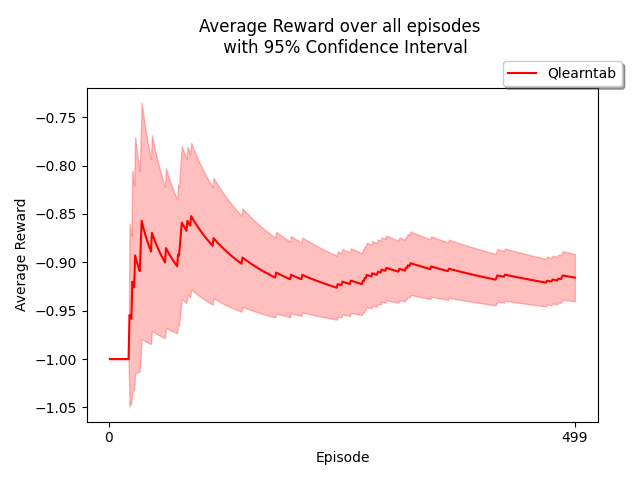 Average Reward over all episodes
with 95% Confidence Interval
Qlearntab
−0.75
−0.80
−0.85
−0.90
−0.95
−1.00
−1.05
Average Reward
0
499
Episode